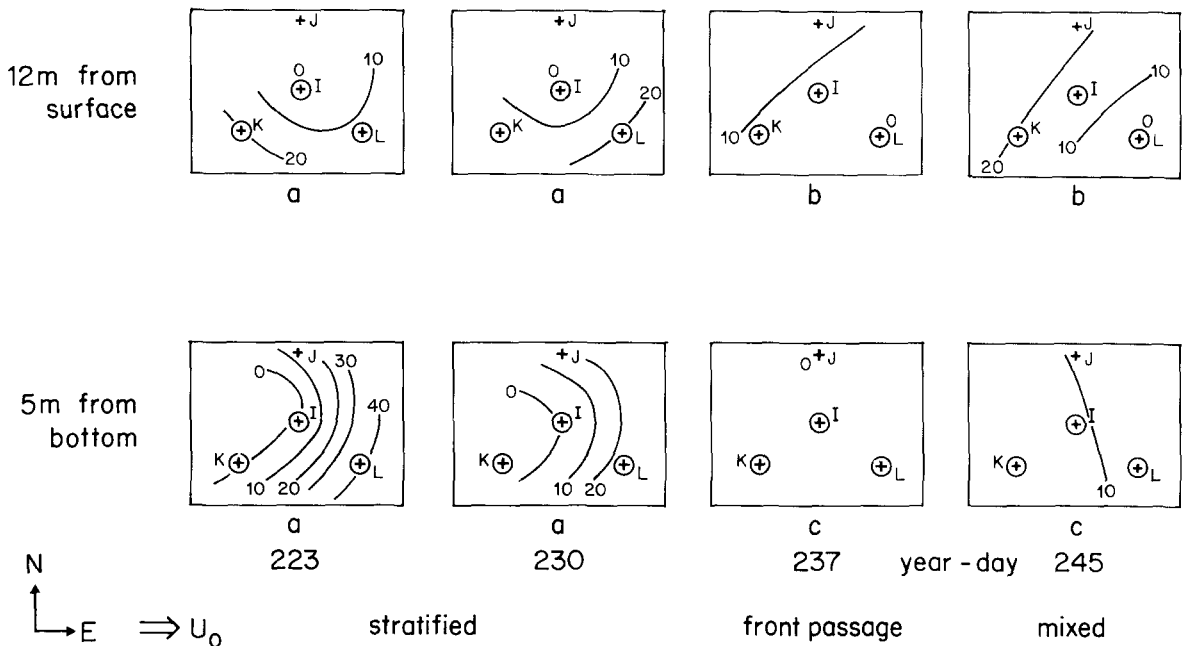 12m from
surface
+J
0
I
10
K
L
20
a
+J
0
I
10
20
K
L
a
+J
I
10
K
0
L
b
+J
I
10
20
K
10
0
L
b
5m from
bottom
+J
30
0
I
40
K
10
20
L
a
+J
0
I
K
10
20
L
a
0
+J
I
K
L
c
+J
I
K
10
L
c
223
230
237
year - day
245
N
E
⇒ U₀
stratified
front passage
mixed